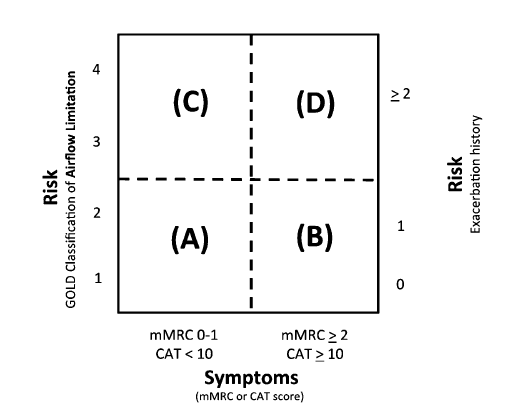 Risk
GOLD Classification of Airflow Limitation
4
3
2
1
(C)
(D)
(A)
(B)
≥ 2
1
0
Risk
Exacerbation history
mMRC 0-1
CAT < 10
mMRC ≥ 2
CAT ≥ 10
Symptoms
(mMRC or CAT score)